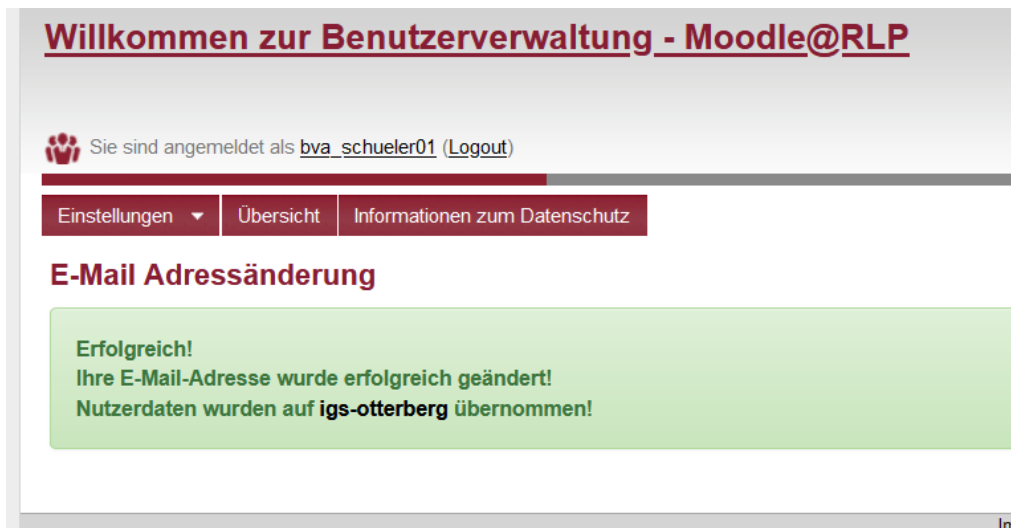 Willkommen zur Benutzerverwaltung - Moodle@RLP
Sie sind angemeldet als bva_schueler01 (Logout)
Einstellungen Übersicht Informationen zum Datenschutz
E-Mail Adressänderung
Erfolgreich!
Ihre E-Mail-Adresse wurde erfolgreich geändert!
Nutzerdaten wurden auf igs-otterberg übernommen!